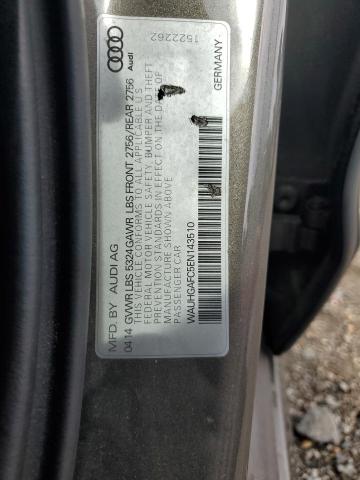 MFD. BY AUDI AG
04 14 GVWR LBS 5324 GAWR LBS FRONT 2756/REAR 2756
THIS VEHICLE CONFORMS TO ALL APPLICABLE U S
FEDERAL MOTOR VEHICLE SAFETY, BUMPER AND THEFT
PREVENTION STANDARDS IN EFFECT ON THE DATE OF
MANUFACTURE SHOWN ABOVE
PASSENGER CAR
WAUHGAFC5EN143510
Audi
1522262
GERMANY